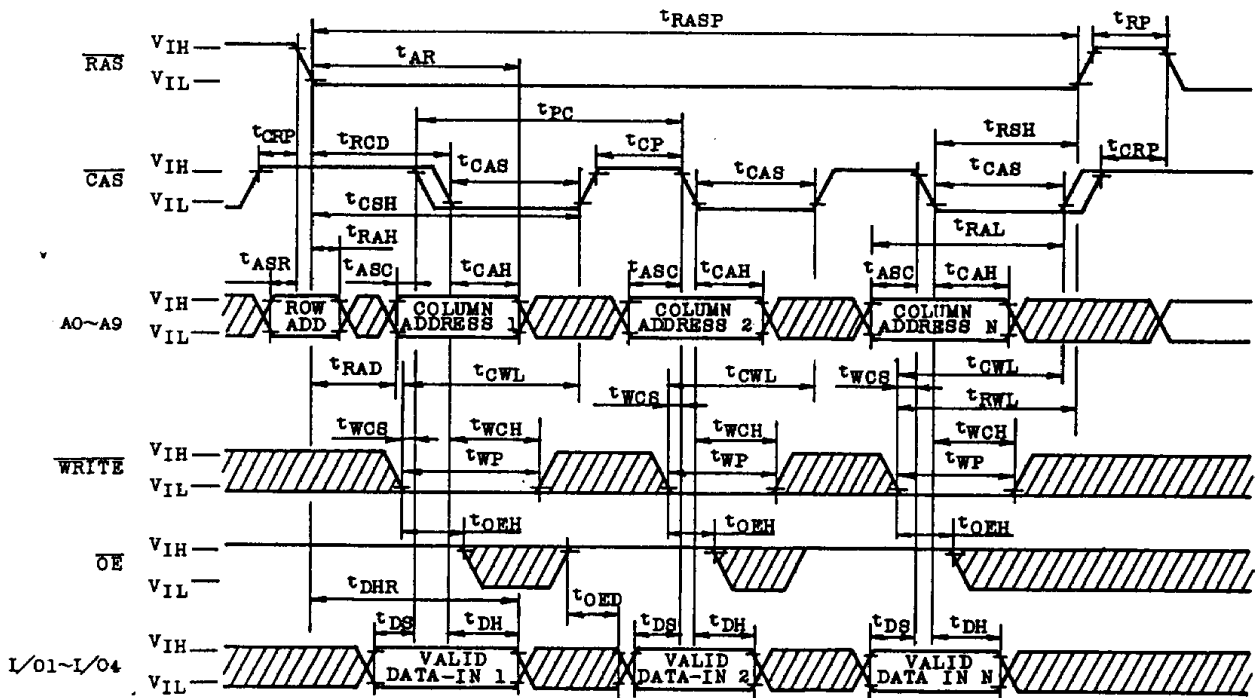 tRASP tRP
RAS VIH VIL tAR
tPC
tCRP tRCD tCP tRSH tCRP
CAS VIH VIL tCAS tCAS tCAS
tCSH
tRAH tRAL
tASR tASC tCAH tASC tCAH tASC tCAH
A0~A9 VIH VIL
ROW ADD
COLUMN ADDRESS 1
COLUMN ADDRESS 2
COLUMN ADDRESS N
tRAD tCWL tCWL tCWL
tWCS tWCS
tRWL
tWCS tWCH tWCH tWCH
WRITE VIH VIL tWP tWP tWP
tOEH tOEH tOEH
OE VIH VIL
tDHR tOED
tDS tDH tDS tDH tDS tDH
I/O1~I/O4 VIH VIL
VALID DATA-IN 1
VALID DATA-IN 2
VALID DATA IN N